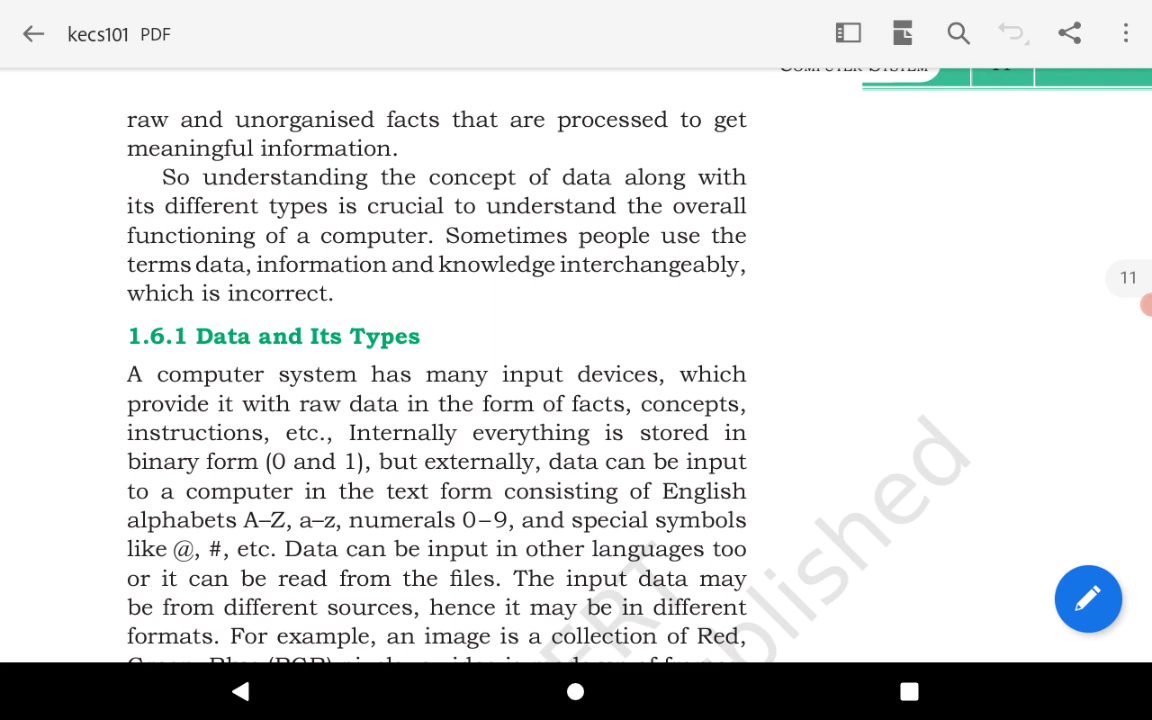 kecs101 PDF
COMPUTER SYSTEM
raw and unorganised facts that are processed to get
meaningful information.
So understanding the concept of data along with
its different types is crucial to understand the overall
functioning of a computer. Sometimes people use the
terms data, information and knowledge interchangeably,
which is incorrect.
11
1.6.1 Data and Its Types
A computer system has many input devices, which
provide it with raw data in the form of facts, concepts,
instructions, etc., Internally everything is stored in
binary form (0 and 1), but externally, data can be input
to a computer in the text form consisting of English
alphabets A–Z, a–z, numerals 0–9, and special symbols
like @, #, etc. Data can be input in other languages too
or it can be read from the files. The input data may
be from different sources, hence it may be in different
formats. For example, an image is a collection of Red,